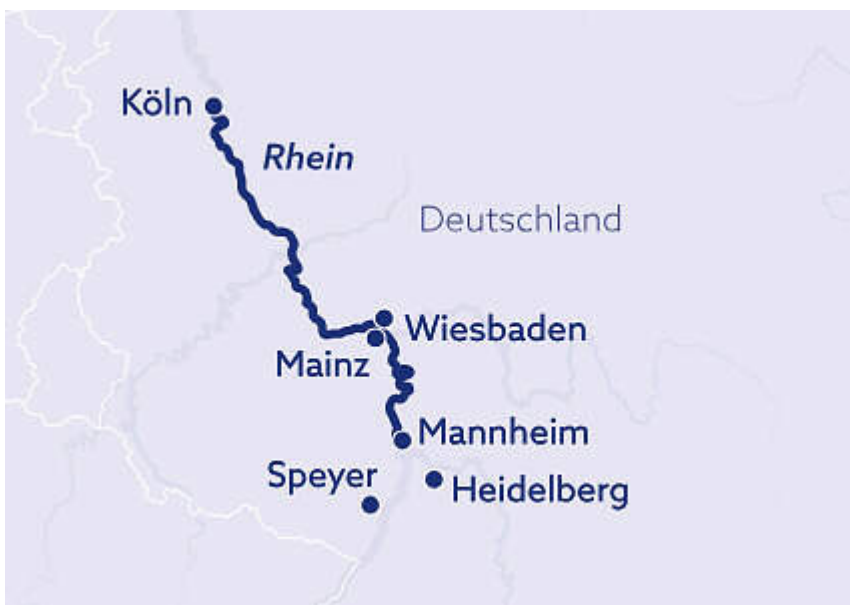 Köln
Rhein
Deutschland
Wiesbaden
Mainz
Mannheim
Speyer
Heidelberg